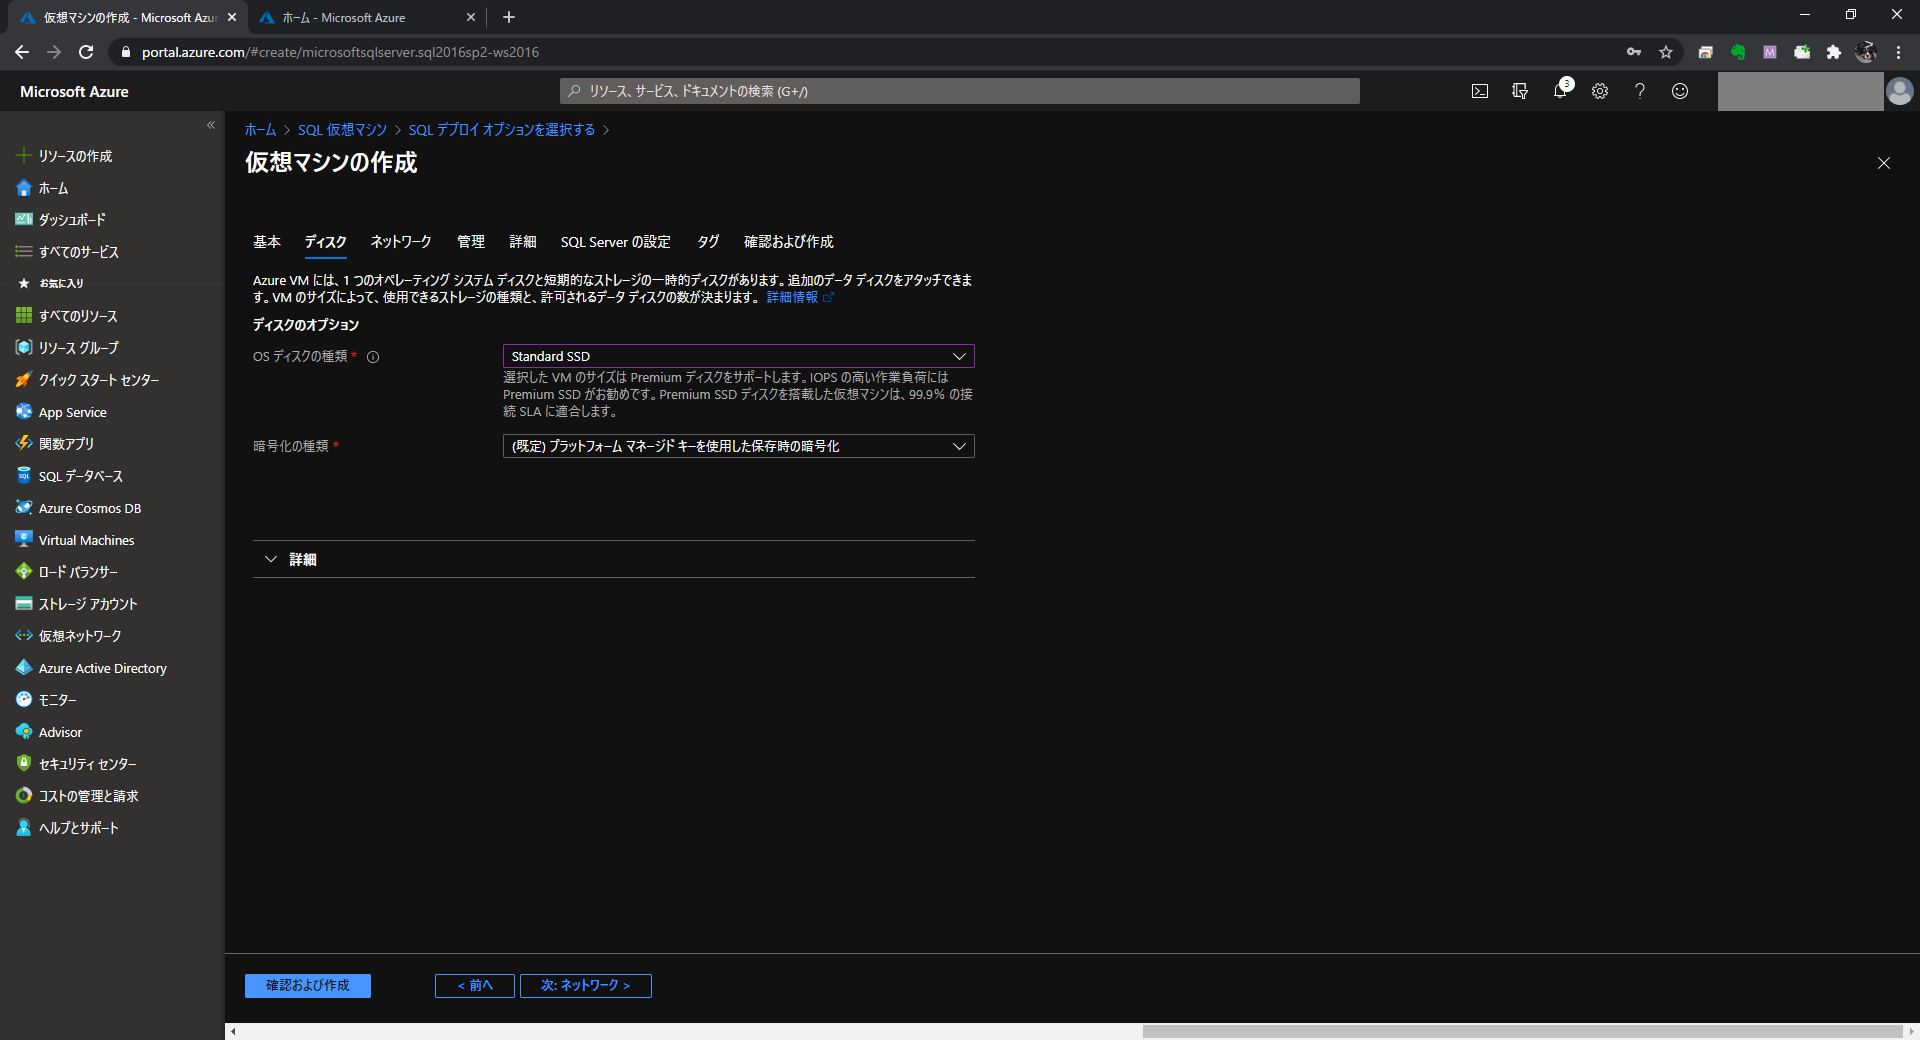 仮想マシンの作成 - Microsoft Azur
ホーム - Microsoft Azure
portal.azure.com/#create/microsoftsqlserver.sql2016sp2-ws2016
Microsoft Azure
リソース、サービス、ドキュメントの検索 (G+/)
3
ホーム > SQL 仮想マシン > SQL デプロイ オプションを選択する >
仮想マシンの作成
リソースの作成
ホーム
ダッシュボード
すべてのサービス
お気に入り
すべてのリソース
リソース グループ
クイック スタート センター
App Service
関数アプリ
SQL データベース
Azure Cosmos DB
Virtual Machines
ロード バランサー
ストレージ アカウント
仮想ネットワーク
Azure Active Directory
モニター
Advisor
セキュリティ センター
コストの管理と請求
ヘルプとサポート
基本 ディスク ネットワーク 管理 詳細 SQL Server の設定 タグ 確認および作成
Azure VM には、1 つのオペレーティング システム ディスクと短期的なストレージの一時的ディスクがあります。追加のデータ ディスクをアタッチできま
す。VM のサイズによって、使用できるストレージの種類と、許可されるデータ ディスクの数が決まります。 詳細情報
ディスクのオプション
OS ディスクの種類 *
Standard SSD
選択した VM のサイズは Premium ディスクをサポートします。IOPS の高い作業負荷には
Premium SSD がお勧めです。Premium SSD ディスクを搭載した仮想マシンは、99.9% の接
続 SLA に適合します。
暗号化の種類 *
(既定) プラットフォーム マネージド キーを使用した保存時の暗号化
詳細
確認および作成
< 前へ
次: ネットワーク >